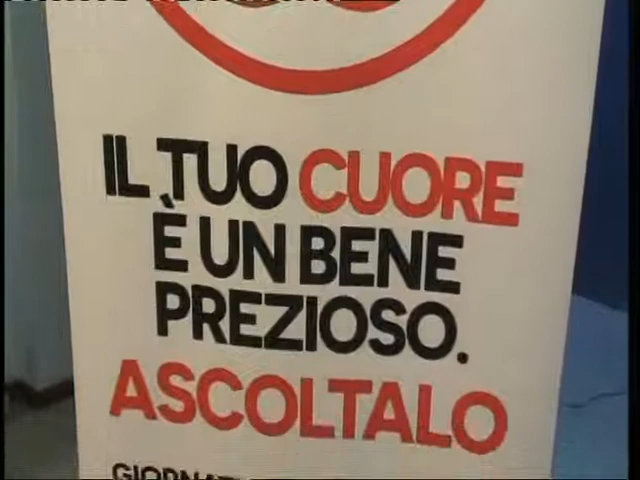 IL TUO CUORE
È UN BENE
PREZIOSO.
ASCOLTALO